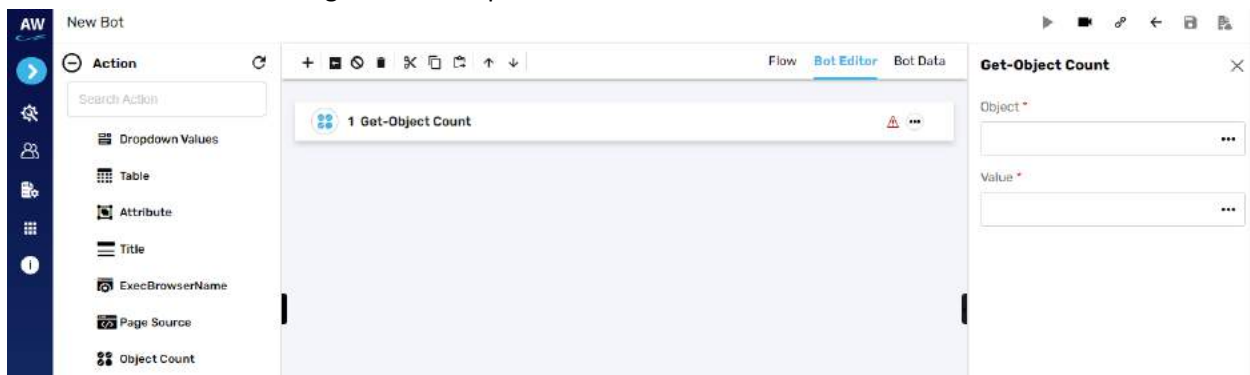 AW
New Bot
Action
Search Action
Dropdown Values
Table
Attribute
Title
ExecBrowserName
Page Source
Object Count
Flow Bot Editor Bot Data
1 Get-Object Count
Get-Object Count
Object *
Value *